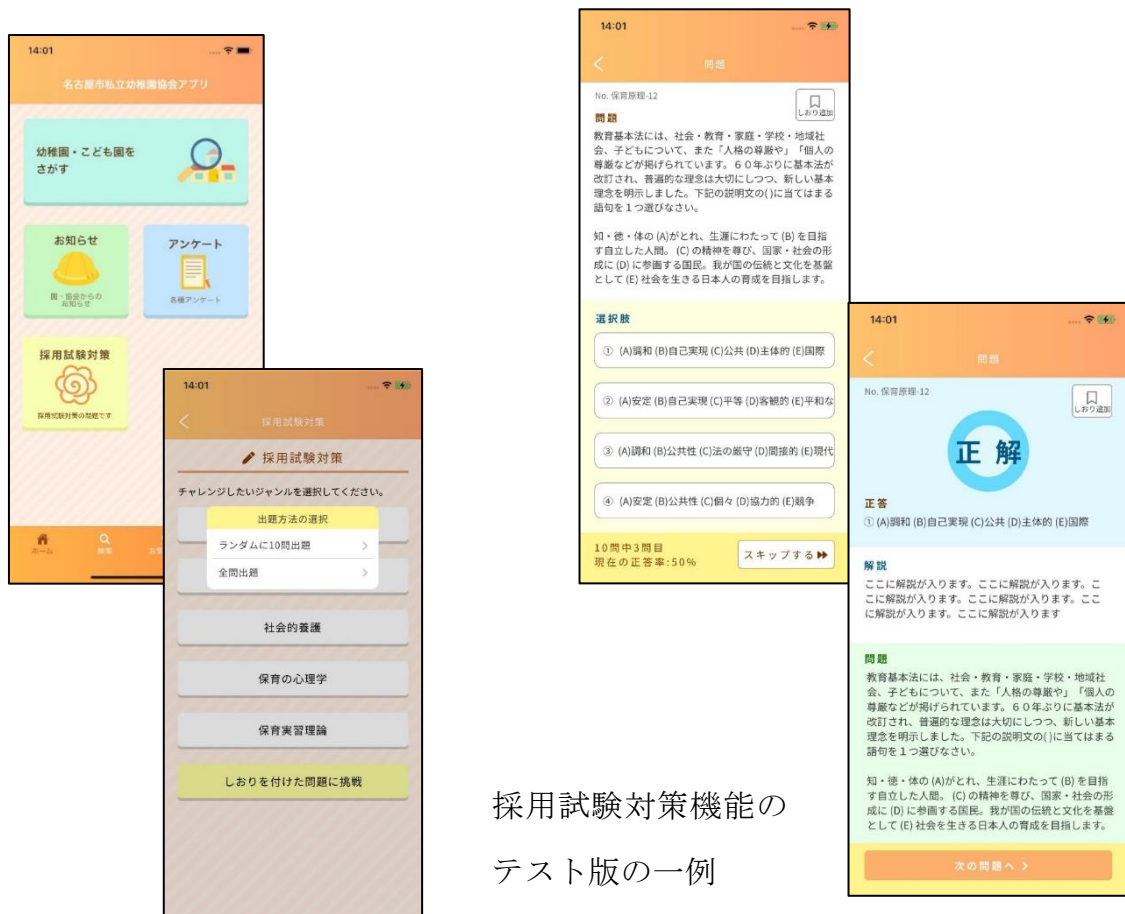 14:01
名古屋市私立幼稚園協会アプリ
幼稚園・こども園を
さがす
お知らせ
園・協会からの
お知らせ
アンケート
各種アンケート
採用試験対策
採用試験対策の問題です
ホーム
検索
14:01
採用試験対策
採用試験対策
チャレンジしたいジャンルを選択してください。
出題方法の選択
ランダムに10問出題
全問出題
社会的養護
保育の心理学
保育実習理論
しおりを付けた問題に挑戦
14:01
問題
No. 保育原理-12
しおり追加
問題
教育基本法には、社会・教育・家庭・学校・地域社
会、子どもについて、また「人格の尊厳や」「個人の
尊厳などが掲げられています。６０年ぶりに基本法が
改訂され、普遍的な理念は大切にしつつ、新しい基本
理念を明示しました。下記の説明文の()に当てはまる
語句を１つ選びなさい。
知・徳・体の (A)がとれ、生涯にわたって (B) を目指
す自立した人間。 (C) の精神を尊び、国家・社会の形
成に (D) に参画する国民。我が国の伝統と文化を基盤
として (E) 社会を生きる日本人の育成を目指します。
選択肢
① (A)調和 (B)自己実現 (C)公共 (D)主体的 (E)国際
② (A)安定 (B)自己実現 (C)平等 (D)客観的 (E)平和な
③ (A)調和 (B)公共性 (C)法の厳守 (D)間接的 (E)現代
④ (A)安定 (B)公共性 (C)個々 (D)協力的 (E)競争
10問中3問目
現在の正答率:50%
スキップする
14:01
問題
No. 保育原理-12
しおり追加
正解
正答
① (A)調和 (B)自己実現 (C)公共 (D)主体的 (E)国際
解説
ここに解説が入ります。ここに解説が入ります。こ
こに解説が入ります。ここに解説が入ります。ここ
に解説が入ります。ここに解説が入ります
問題
教育基本法には、社会・教育・家庭・学校・地域社
会、子どもについて、また「人格の尊厳や」「個人の
尊厳などが掲げられています。６０年ぶりに基本法が
改訂され、普遍的な理念は大切にしつつ、新しい基本
理念を明示しました。下記の説明文の()に当てはまる
語句を１つ選びなさい。
知・徳・体の (A)がとれ、生涯にわたって (B) を目指
す自立した人間。 (C) の精神を尊び、国家・社会の形
成に (D) に参画する国民。我が国の伝統と文化を基盤
として (E) 社会を生きる日本人の育成を目指します。
次の問題へ
採用試験対策機能の
テスト版の一例